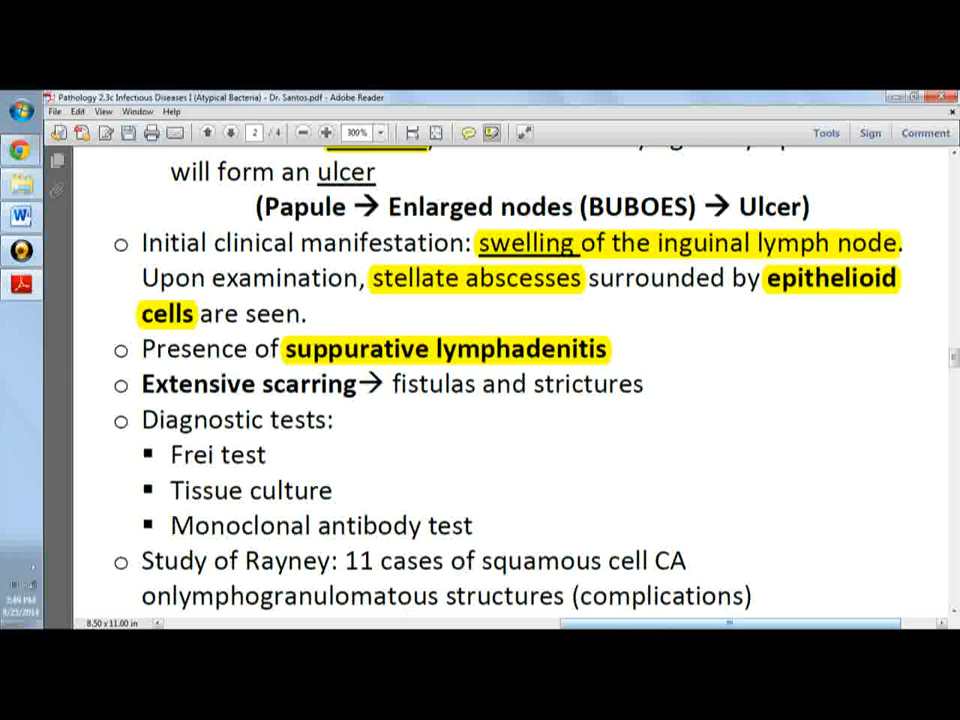 Pathology 2.3c Infectious Diseases I (Atypical Bacteria) - Dr. Santos.pdf - Adobe Reader
File Edit View Window Help
2 / 4 300% Tools Sign Comment
will form an ulcer
(Papule → Enlarged nodes (BUBOES) → Ulcer)
o Initial clinical manifestation: swelling of the inguinal lymph node.
Upon examination, stellate abscesses surrounded by epithelioid
cells are seen.
o Presence of suppurative lymphadenitis
o Extensive scarring→ fistulas and strictures
o Diagnostic tests:
▪ Frei test
▪ Tissue culture
▪ Monoclonal antibody test
o Study of Rayney: 11 cases of squamous cell CA
onlymphogranulomatous structures (complications)
8.50 x 11.00 in